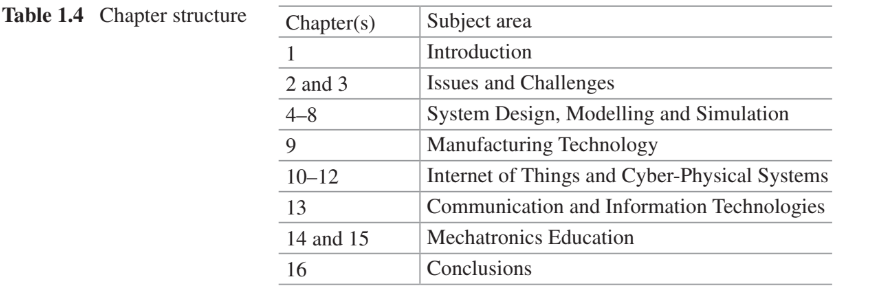 Table 1.4 Chapter structure
Chapter(s) Subject area
1 Introduction
2 and 3 Issues and Challenges
4–8 System Design, Modelling and Simulation
9 Manufacturing Technology
10–12 Internet of Things and Cyber-Physical Systems
13 Communication and Information Technologies
14 and 15 Mechatronics Education
16 Conclusions